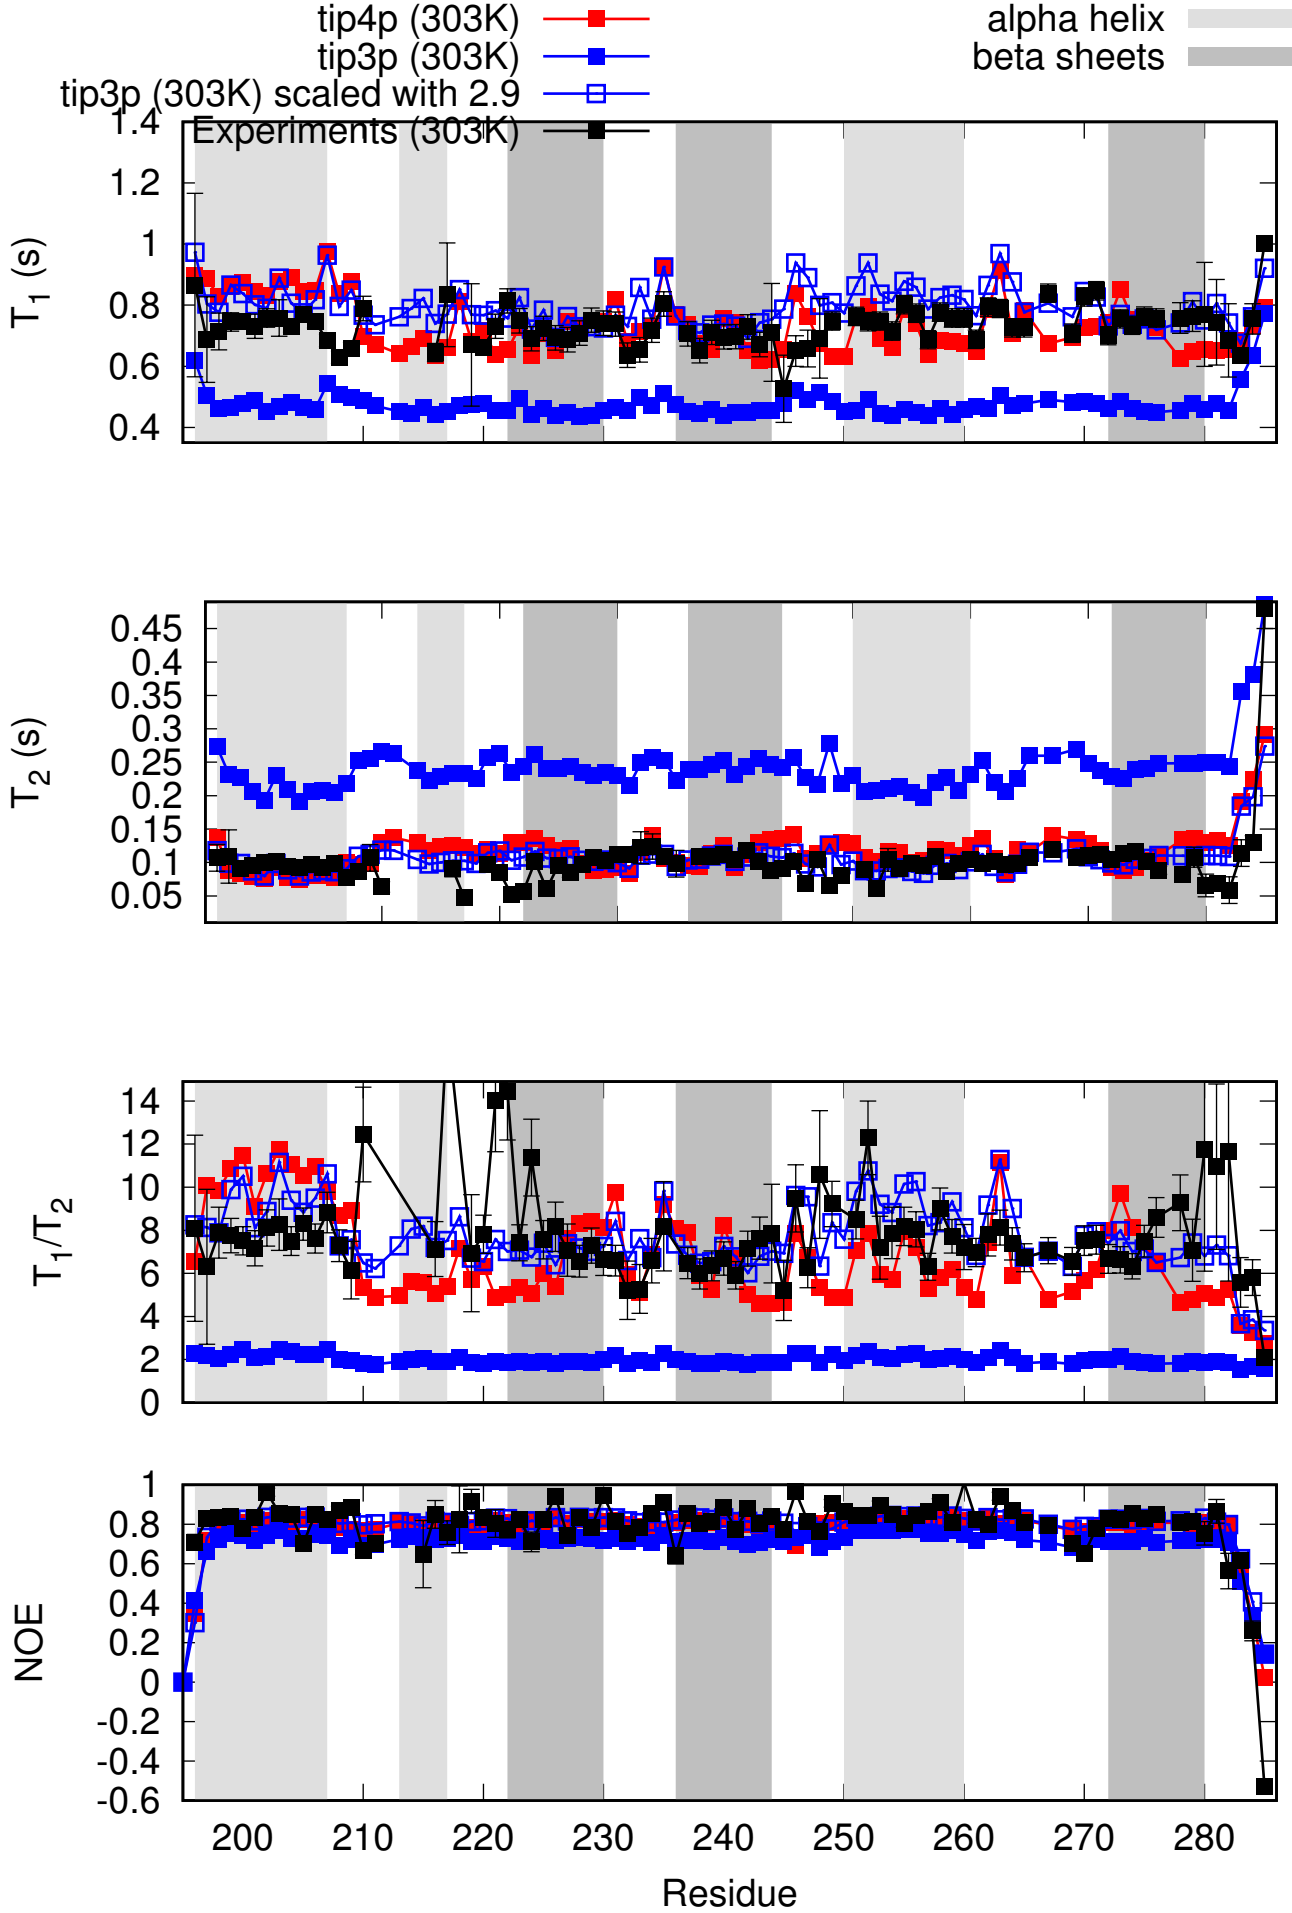 tip4p (303K)
tip3p (303K)
tip3p (303K) scaled with 2.9
Experiments (303K)
alpha helix
beta sheets
T1 (s)
1.4
1.2
1
0.8
0.6
0.4
T2 (s)
0.45
0.4
0.35
0.3
0.25
0.2
0.15
0.1
0.05
T1/T2
14
12
10
8
6
4
2
0
NOE
1
0.8
0.6
0.4
0.2
0
-0.2
-0.4
-0.6
200 210 220 230 240 250 260 270 280
Residue